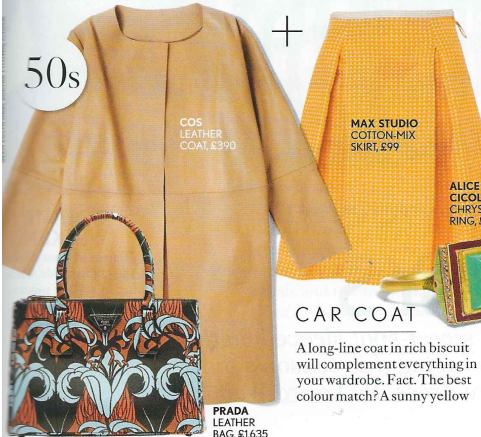 50s
+
COS
LEATHER
COAT, £390
MAX STUDIO
COTTON-MIX
SKIRT, £99
ALICE
CICOL
CHRYS
RING, £
CAR COAT
A long-line coat in rich biscuit
will complement everything in
your wardrobe. Fact. The best
colour match? A sunny yellow
PRADA
LEATHER
BAG, £1635